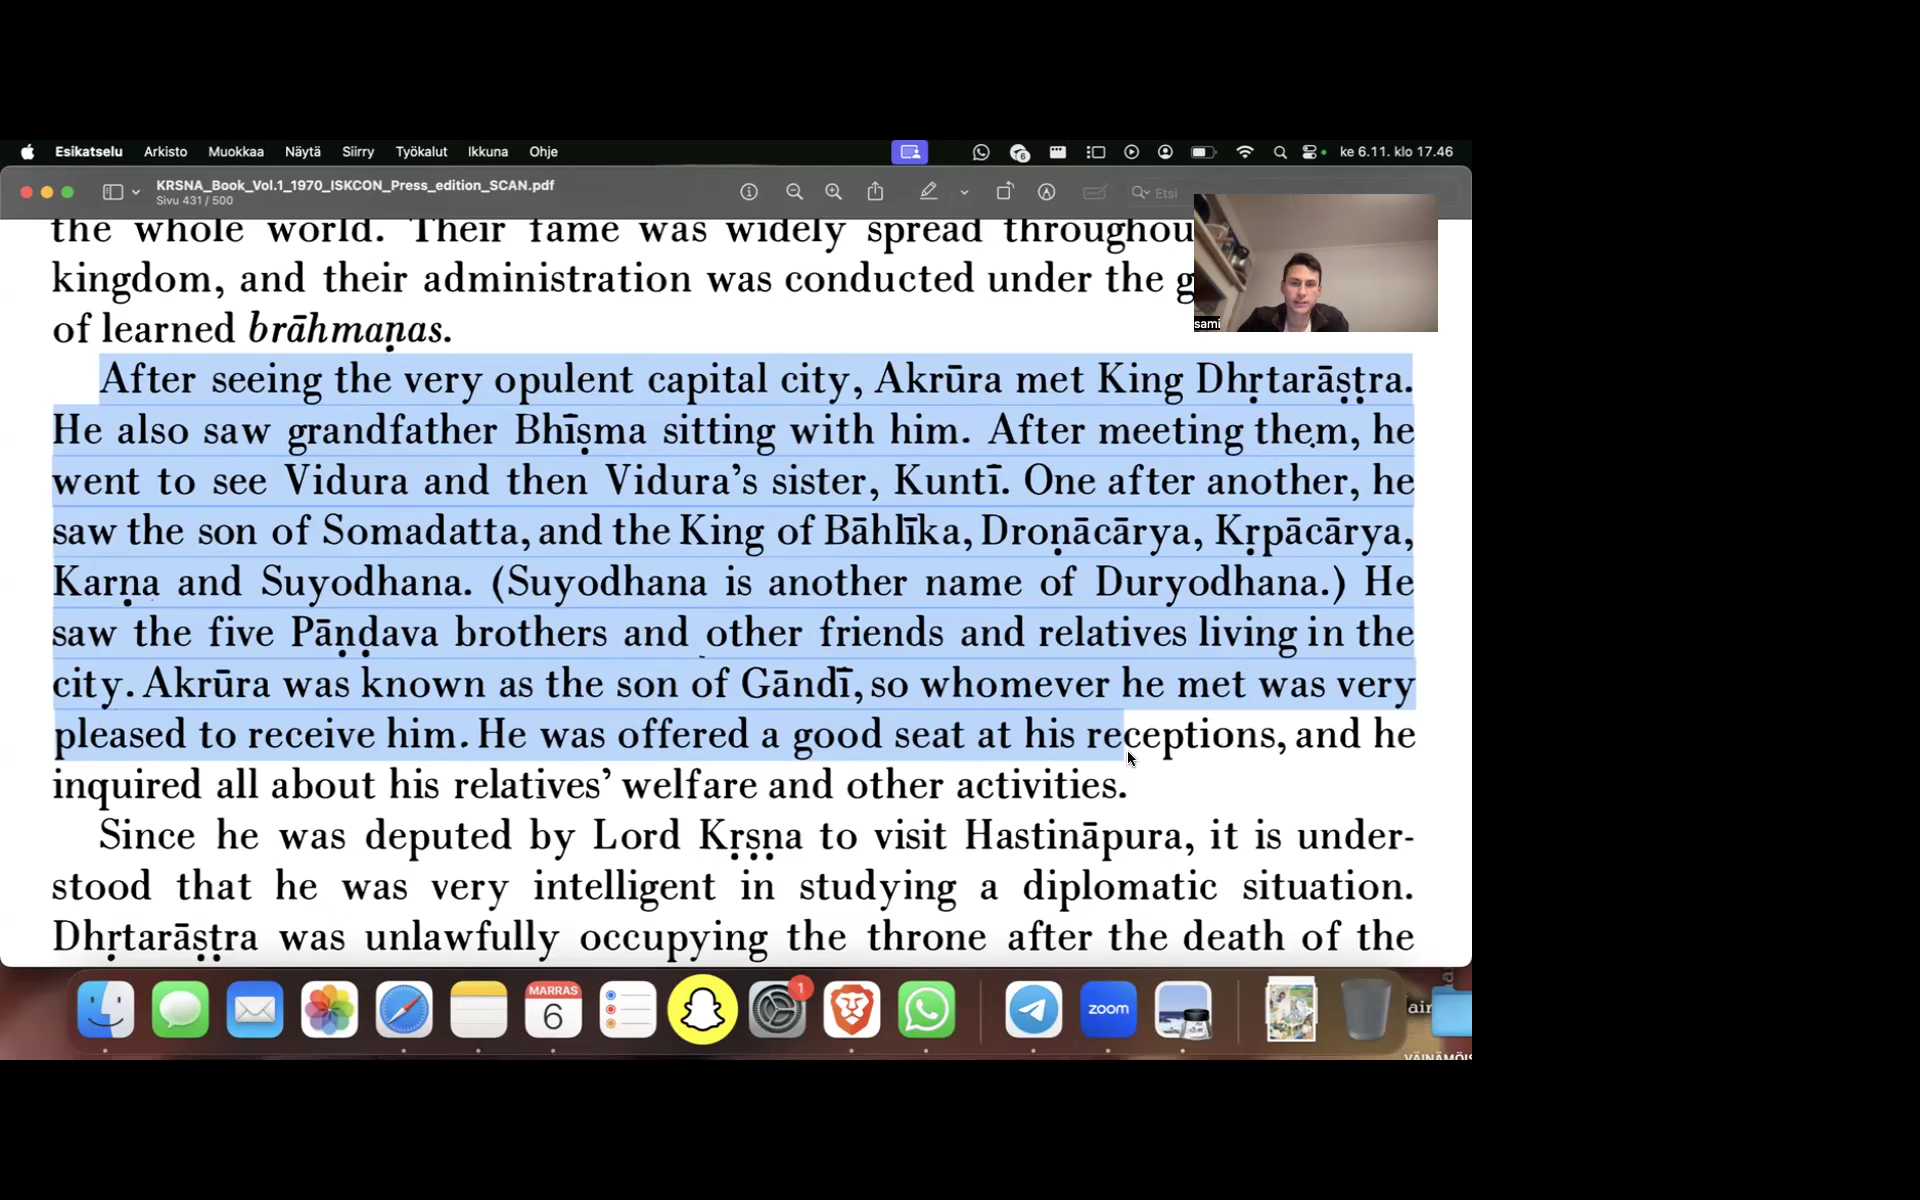 Esikatselu Arkisto Muokkaa Näytä Siirry Työkalut Ikkuna Ohje
6
ke 6.11. klo 17.46
KRSNA_Book_Vol.1_1970_ISKCON_Press_edition_SCAN.pdf
Sivu 431 / 500
Etsi
sami
the whole world. Their fame was widely spread
kingdom, and their administration was conducted under the
of learned brāhmaṇas.
After seeing the very opulent capital city, Akrūra met King Dhṛtarāṣṭra.
He also saw grandfather Bhīṣma sitting with him. After meeting them, he
went to see Vidura and then Vidura’s sister, Kuntī. One after another, he
saw the son of Somadatta, and the King of Bāhlīka, Droṇācārya, Kṛpācārya,
Karṇa and Suyodhana. (Suyodhana is another name of Duryodhana.) He
saw the five Pāṇḍava brothers and other friends and relatives living in the
city. Akrūra was known as the son of Gāndī, so whomever he met was very
pleased to receive him. He was offered a good seat at his receptions, and he
inquired all about his relatives’ welfare and other activities.
Since he was deputed by Lord Kṛṣṇa to visit Hastināpura, it is under-
stood that he was very intelligent in studying a diplomatic situation.
Dhṛtarāṣṭra was unlawfully occupying the throne after the death of the
MARRAS
6
1
zoom